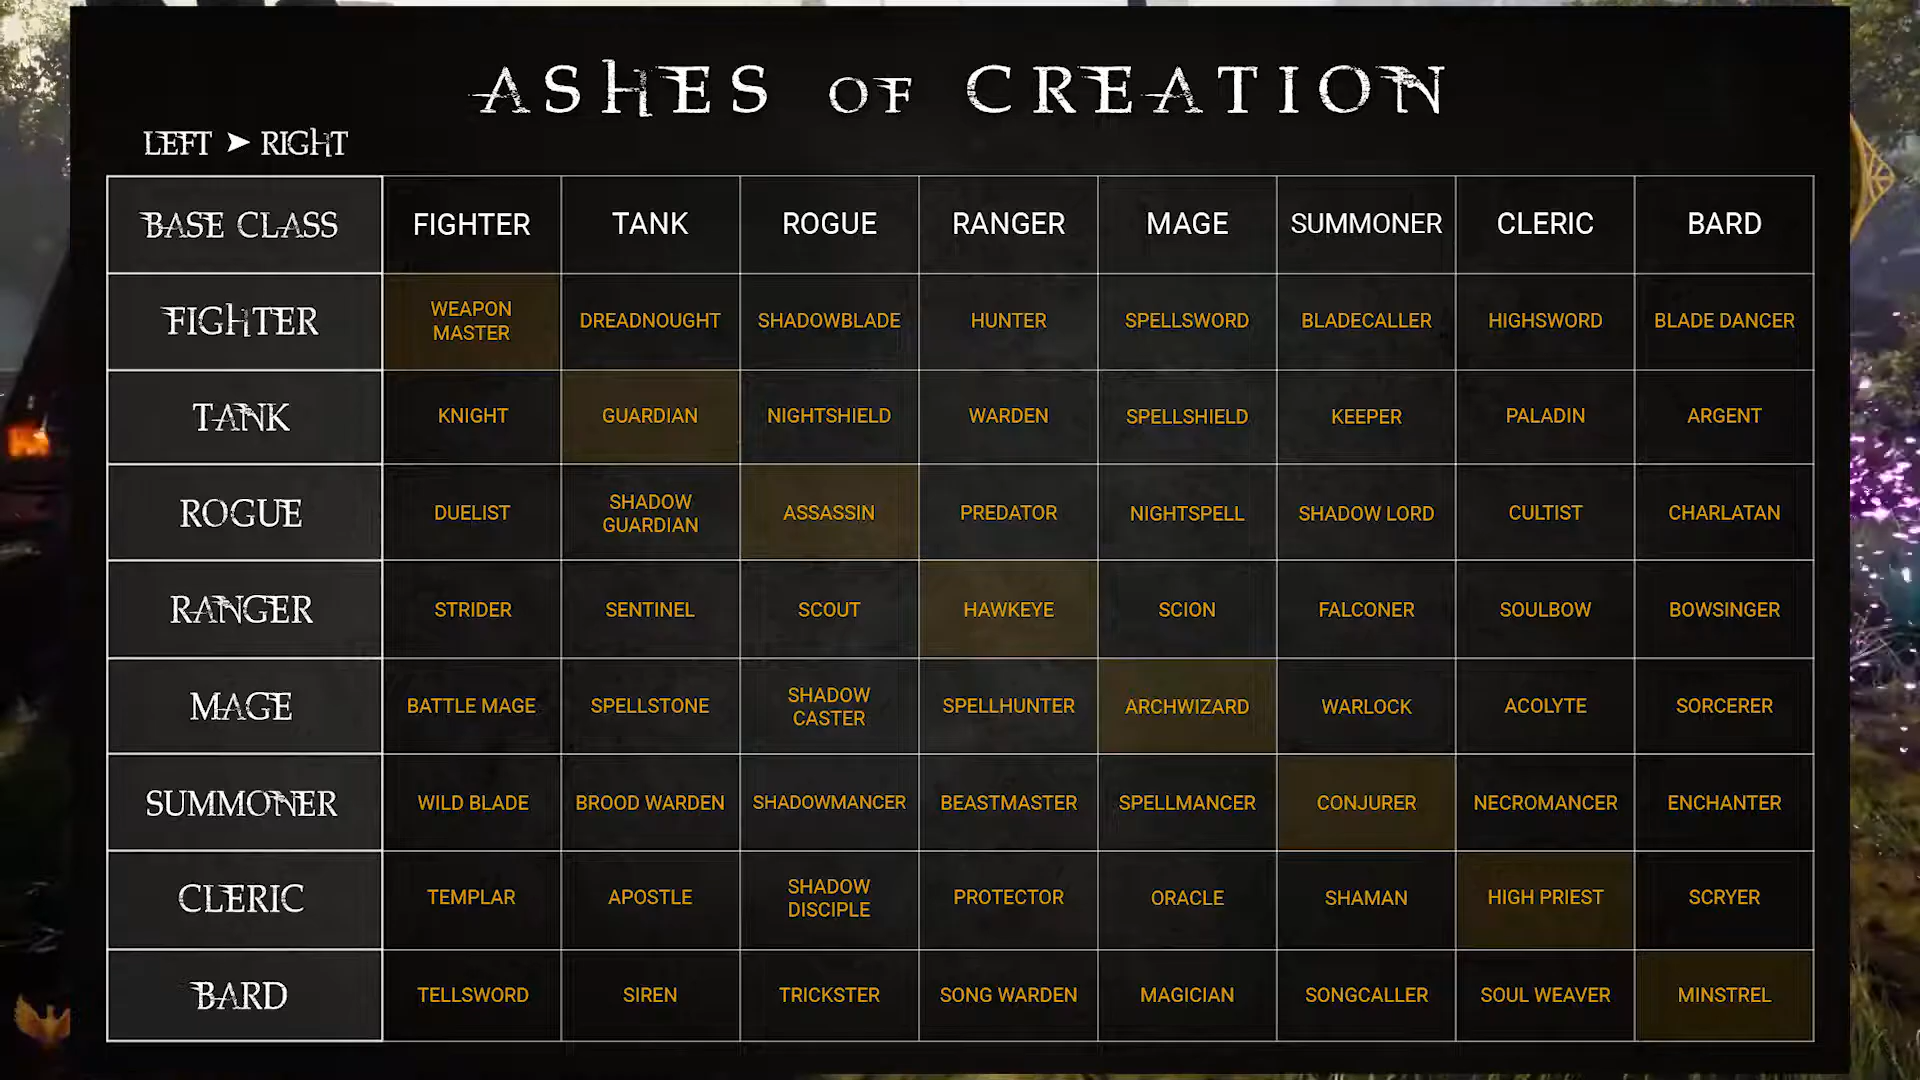 ASHES OF CREATION
LEFT ➤ RIGHT
BASE CLASS FIGHTER TANK ROGUE RANGER MAGE SUMMONER CLERIC BARD
FIGHTER WEAPON MASTER DREADNOUGHT SHADOWBLADE HUNTER SPELLSWORD BLADECALLER HIGHSWORD BLADE DANCER
TANK KNIGHT GUARDIAN NIGHTSHIELD WARDEN SPELLSHIELD KEEPER PALADIN ARGENT
ROGUE DUELIST SHADOW GUARDIAN ASSASSIN PREDATOR NIGHTSPELL SHADOW LORD CULTIST CHARLATAN
RANGER STRIDER SENTINEL SCOUT HAWKEYE SCION FALCONER SOULBOW BOWSINGER
MAGE BATTLE MAGE SPELLSTONE SHADOW CASTER SPELLHUNTER ARCHWIZARD WARLOCK ACOLYTE SORCERER
SUMMONER WILD BLADE BROOD WARDEN SHADOWMANCER BEASTMASTER SPELLMANCER CONJURER NECROMANCER ENCHANTER
CLERIC TEMPLAR APOSTLE SHADOW DISCIPLE PROTECTOR ORACLE SHAMAN HIGH PRIEST SCRYER
BARD TELLSWORD SIREN TRICKSTER SONG WARDEN MAGICIAN SONGCALLER SOUL WEAVER MINSTREL